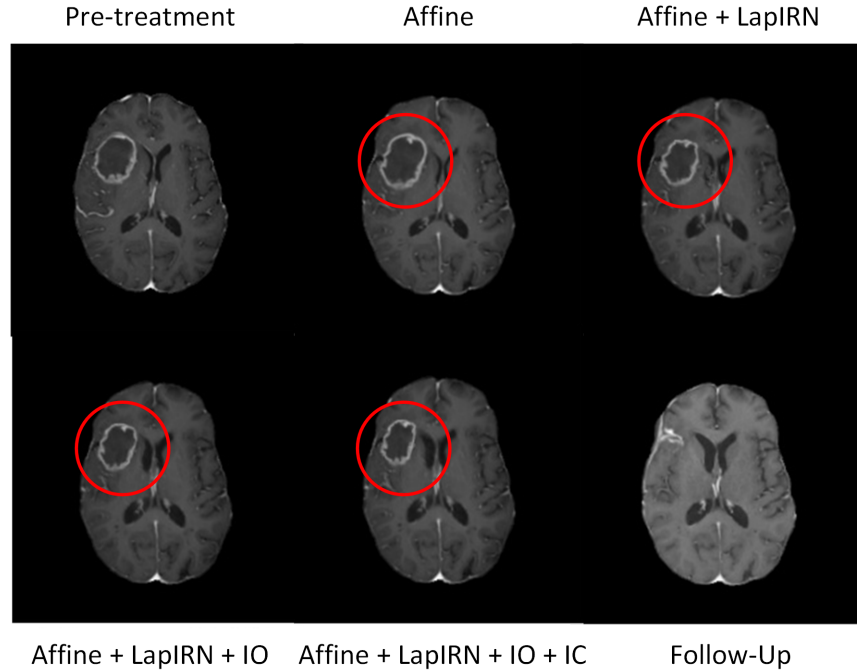 Pre-treatment
Affine
Affine + LapIRN
Affine + LapIRN + IO
Affine + LapIRN + IO + IC
Follow-Up